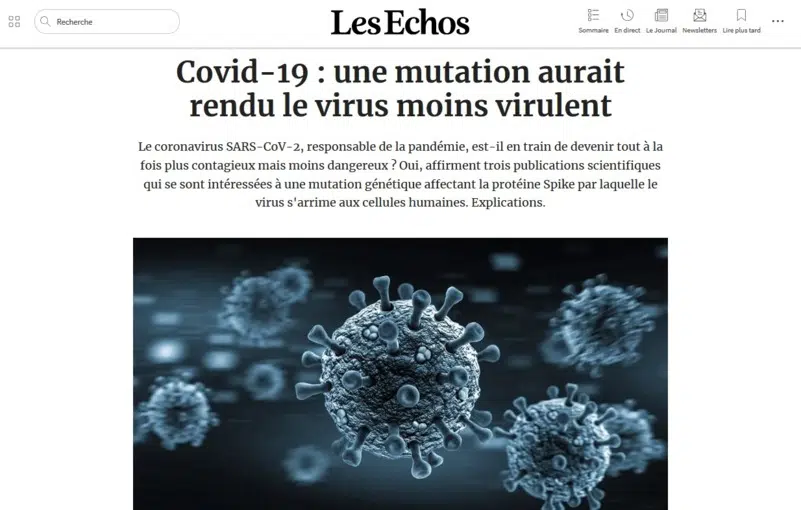 Recherche
Les Echos
Sommaire
En direct
Le Journal
Newsletters
Lire plus tard
Covid-19 : une mutation aurait
rendu le virus moins virulent
Le coronavirus SARS-CoV-2, responsable de la pandémie, est-il en train de devenir tout à la
fois plus contagieux mais moins dangereux ? Oui, affirment trois publications scientifiques
qui se sont intéressées à une mutation génétique affectant la protéine Spike par laquelle le
virus s'arrime aux cellules humaines. Explications.